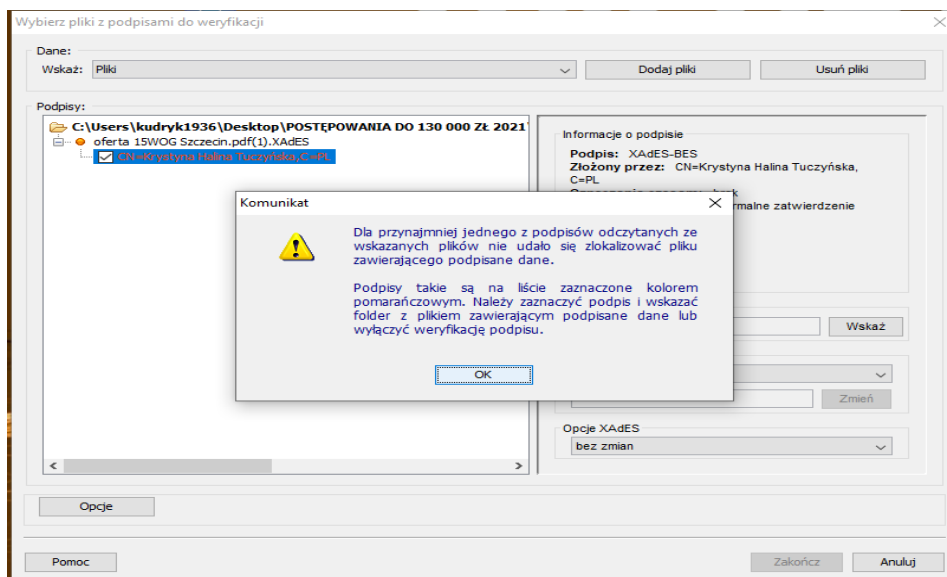 Wybierz pliki z podpisami do weryfikacji
Dane:
Wskaż: Pliki
Dodaj pliki
Usuń pliki
Podpisy:
C:\Users\kudryk1936\Desktop\POSTĘPOWANIA DO 130 000 ZŁ 2021
oferta 15WOG Szczecin.pdf(1).XAdES
CN=Krystyna Halina Tuczyńska,C=PL
Informacje o podpisie
Podpis: XAdES-BES
Złożony przez: CN=Krystyna Halina Tuczyńska,
C=PL
rmalne zatwierdzenie
Komunikat
Dla przynajmniej jednego z podpisów odczytanych ze
wskazanych plików nie udało się zlokalizować pliku
zawierającego podpisane dane.
Podpisy takie są na liście zaznaczone kolorem
pomarańczowym. Należy zaznaczyć podpis i wskazać
folder z plikiem zawierającym podpisane dane lub
wyłączyć weryfikację podpisu.
OK
Wskaż
Zmień
Opcje XAdES
bez zmian
Opcje
Pomoc
Zakończ
Anuluj